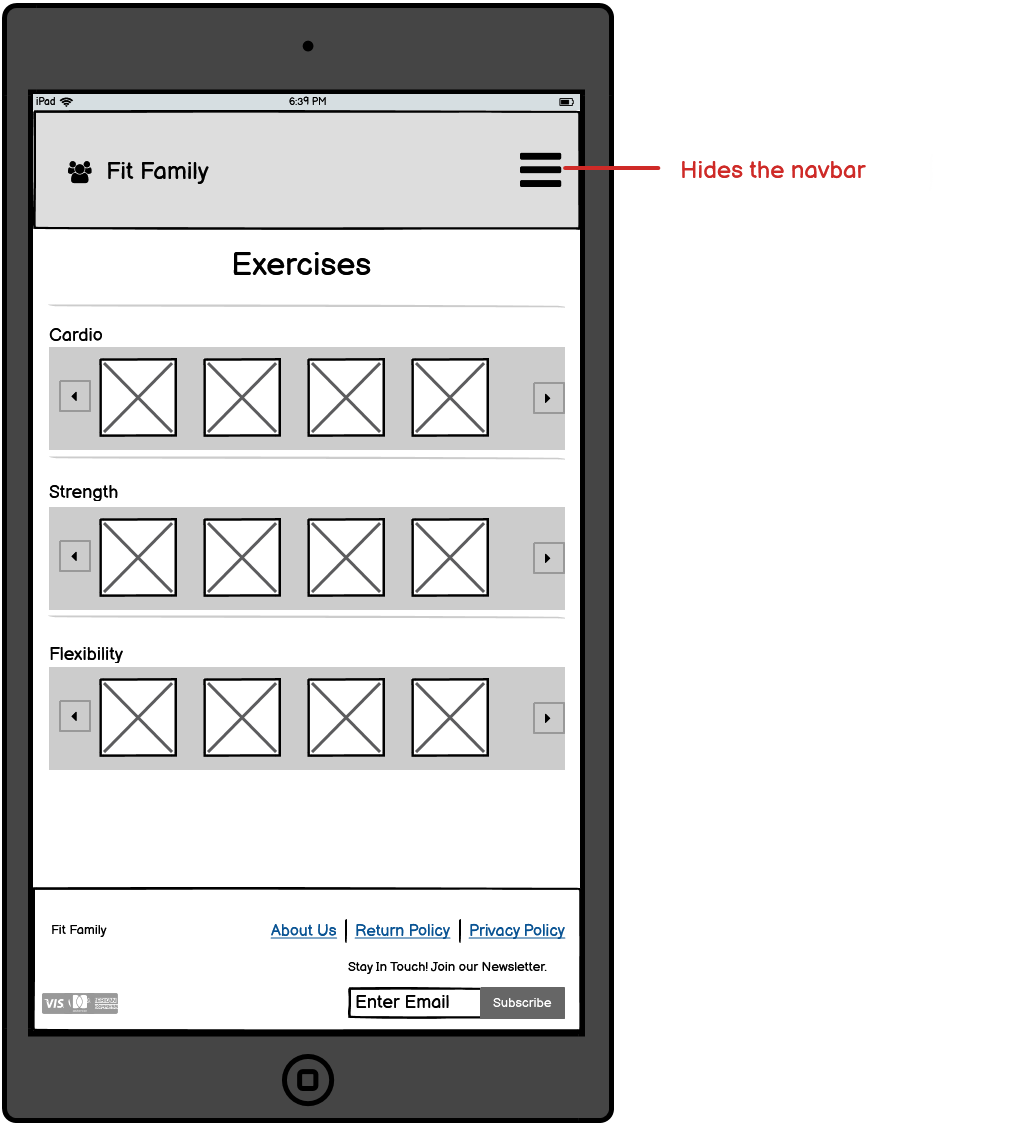 iPad 6:39 PM
Fit Family
Hides the navbar
Exercises
Cardio
Strength
Flexibility
Fit Family
About Us Return Policy Privacy Policy
Stay In Touch! Join our Newsletter.
VIS
Enter Email Subscribe